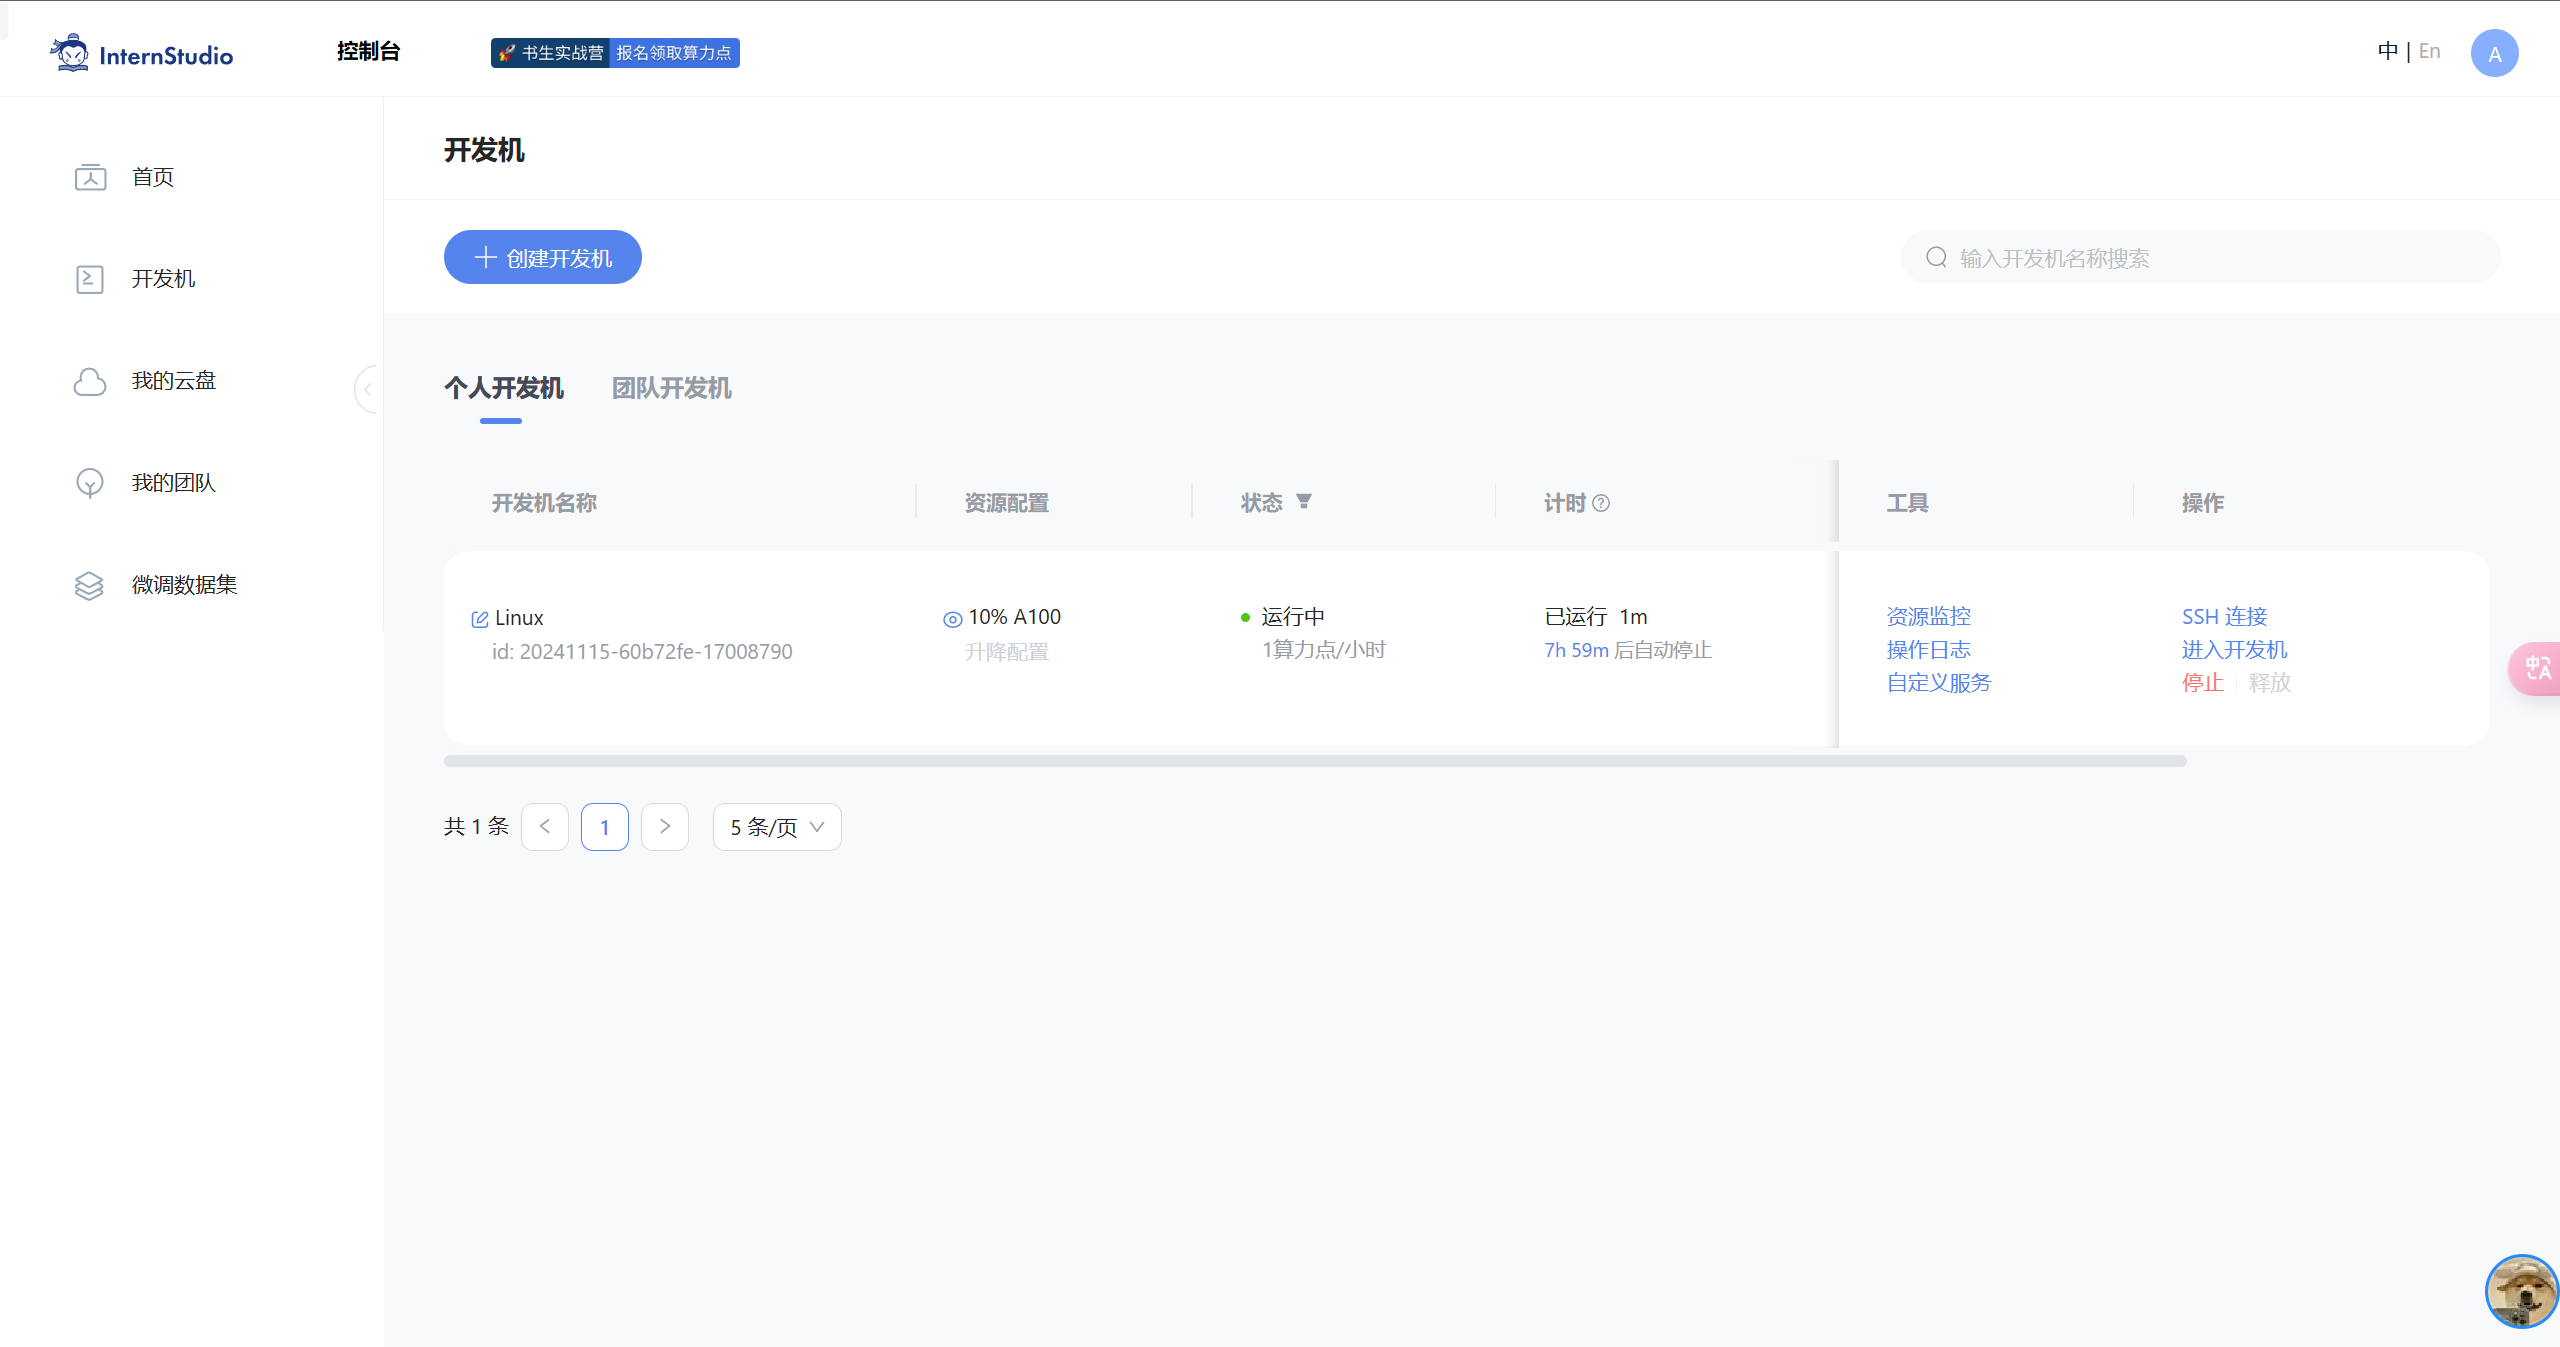 InternStudio
控制台
书生实战营 报名领取算力点
中 | En
A
首页
开发机
我的云盘
我的团队
微调数据集
开发机
创建开发机
输入开发机名称搜索
个人开发机 团队开发机
开发机名称 资源配置 状态 计时 工具 操作
Linux
id: 20241115-60b72fe-17008790
10% A100
升降配置
运行中
1算力点/小时
已运行 1m
7h 59m 后自动停止
资源监控
操作日志
自定义服务
SSH 连接
进入开发机
停止 释放
共 1 条 1 5 条/页
中A